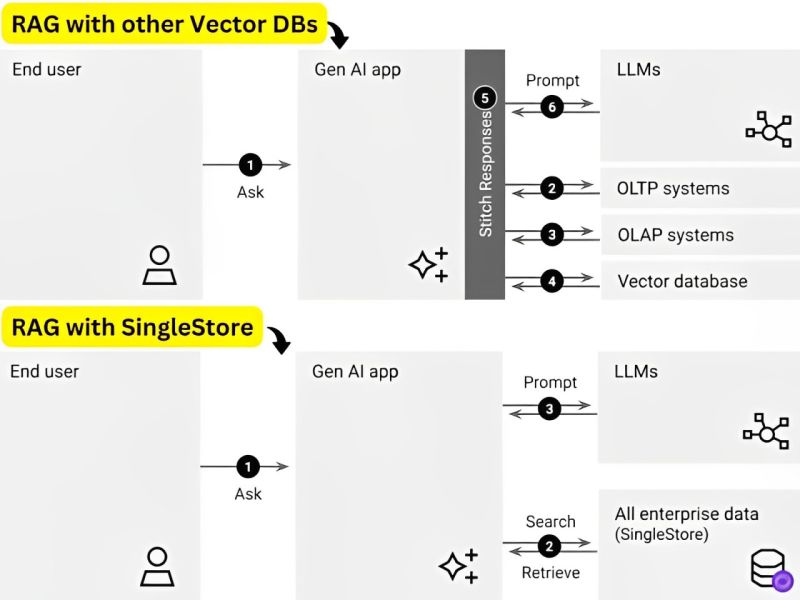 RAG with other Vector DBs
End user
Gen AI app
LLMs
5
Stitch Responses
Prompt
6
1
Ask
2
OLTP systems
3
OLAP systems
4
Vector database
RAG with SingleStore
End user
Gen AI app
LLMs
Prompt
3
1
Ask
Search
2
Retrieve
All enterprise data
(SingleStore)